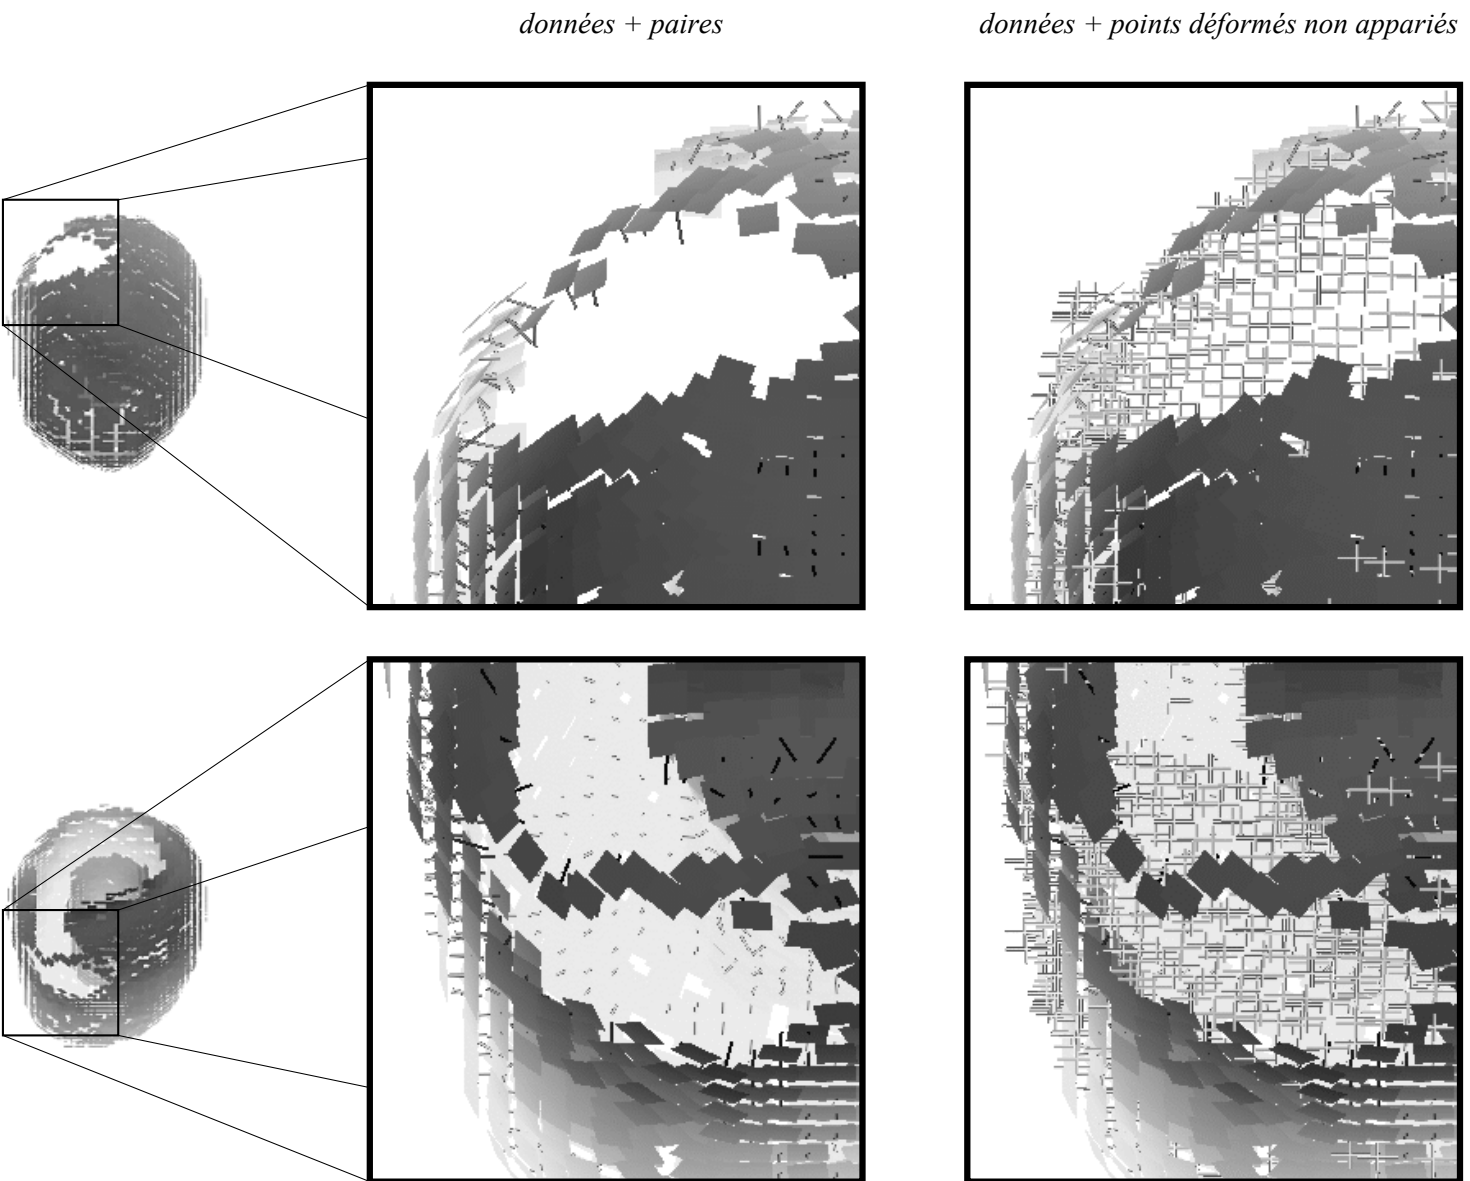 données + paires
données + points déformés non appariés